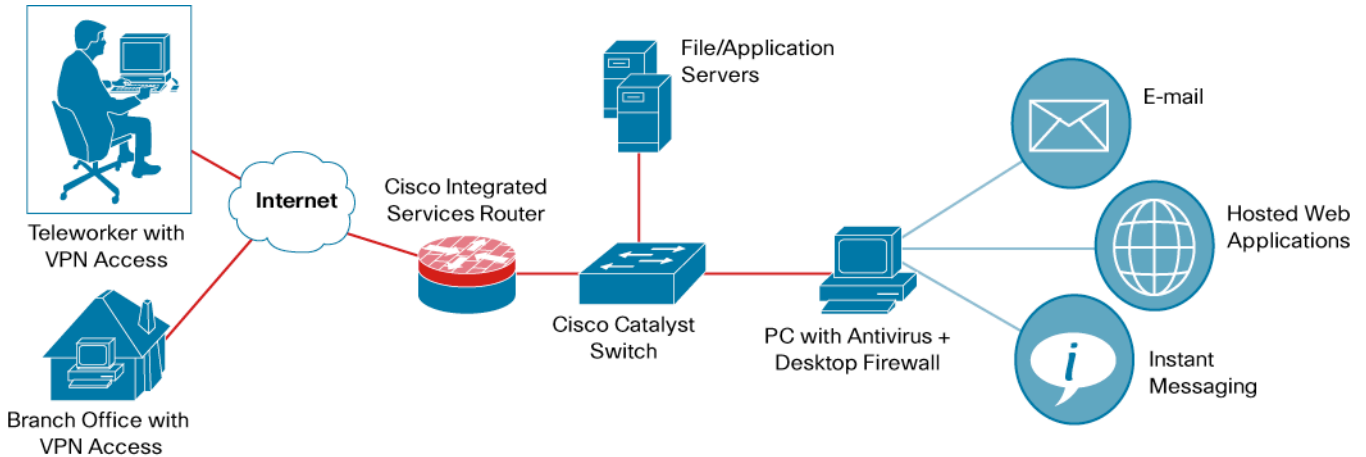 File/Application
Servers
E-mail
Cisco Integrated
Services Router
Internet
Hosted Web
Applications
Teleworker with
VPN Access
Cisco Catalyst
Switch
PC with Antivirus +
Desktop Firewall
i
Instant
Messaging
Branch Office with
VPN Access